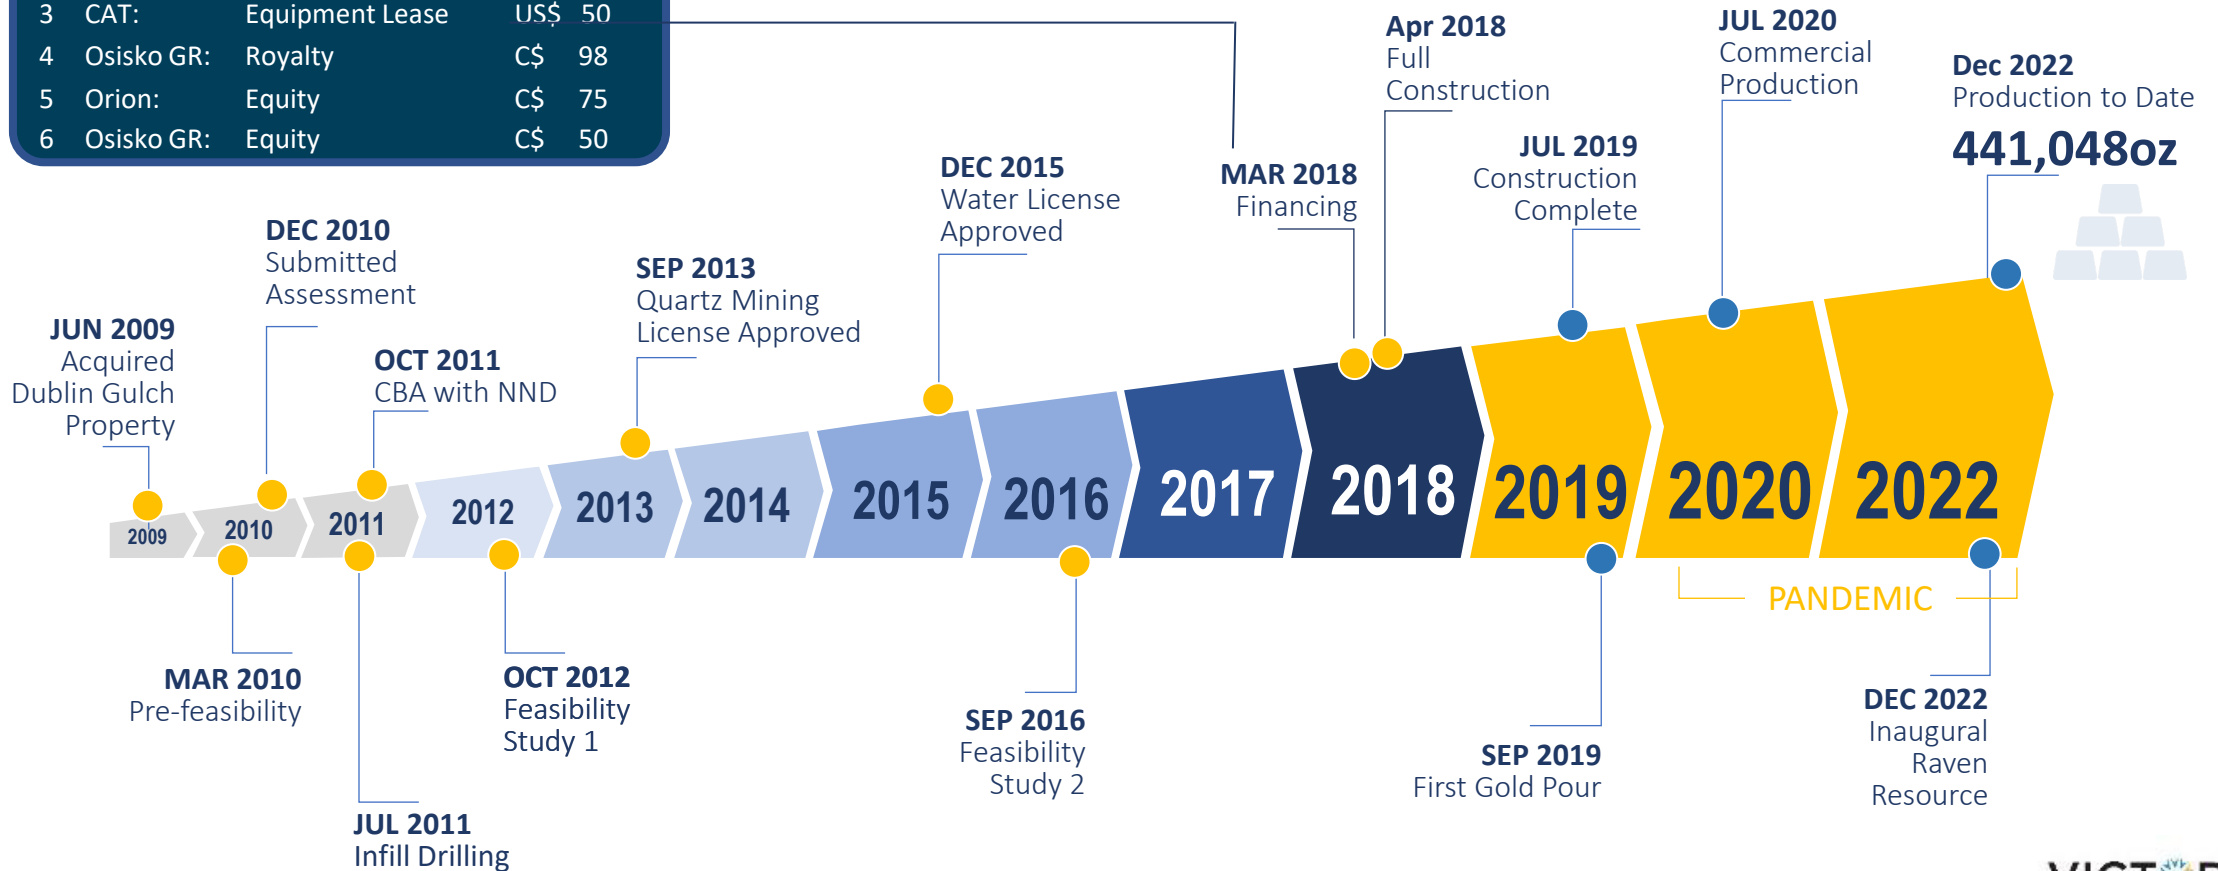 3 CAT: Equipment Lease US$ 50
4 Osisko GR: Royalty C$ 98
5 Orion: Equity C$ 75
6 Osisko GR: Equity C$ 50
JUN 2009
Acquired
Dublin Gulch
Property
DEC 2010
Submitted
Assessment
OCT 2011
CBA with NND
SEP 2013
Quartz Mining
License Approved
DEC 2015
Water License
Approved
MAR 2018
Financing
Apr 2018
Full
Construction
JUL 2019
Construction
Complete
JUL 2020
Commercial
Production
Dec 2022
Production to Date
441,048oz
2009
2010
2011
2012
2013
2014
2015
2016
2017
2018
2019
2020
2022
PANDEMIC
MAR 2010
Pre-feasibility
JUL 2011
Infill Drilling
OCT 2012
Feasibility
Study 1
SEP 2016
Feasibility
Study 2
SEP 2019
First Gold Pour
DEC 2022
Inaugural
Raven
Resource